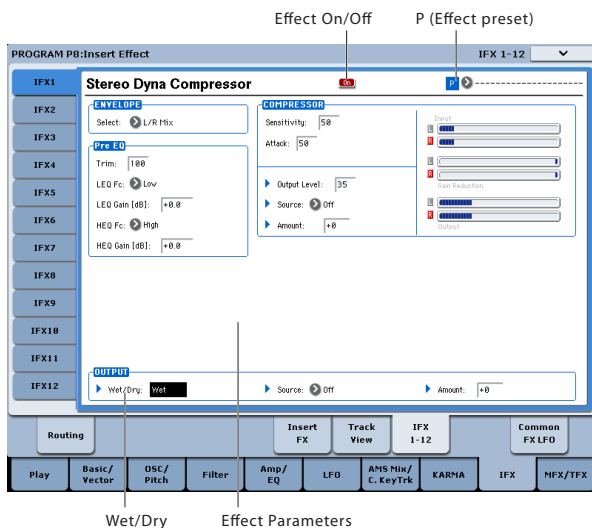 Effect On/Off P (Effect preset)
PROGRAM P8:Insert Effect IFX 1-12
IFX1
IFX2
IFX3
IFX4
IFX5
IFX6
IFX7
IFX8
IFX9
IFX10
IFX11
IFX12
Stereo Dyna Compressor On P ------------------
ENVELOPE
Select: L/R Mix
Pre EQ
Trim: 100
LEQ Fc: Low
LEQ Gain [dB]: +0.0
HEQ Fc: High
HEQ Gain [dB]: +0.0
COMPRESSOR
Sensitivity: 50
Attack: 50
Output Level: 35
Source: Off
Amount: +0
Input
L
R
L
R
Gain Reduction
L
R
Output
OUTPUT
Wet/Dry: Wet Source: Off Amount: +0
Routing
Insert FX
Track View
IFX 1-12
Common FX LFO
Play
Basic/ Vector
OSC/ Pitch
Filter
Amp/ EQ
LFO
AMS Mix/ C. KeyTrk
KARMA
IFX
MFX/TFX
Wet/Dry Effect Parameters